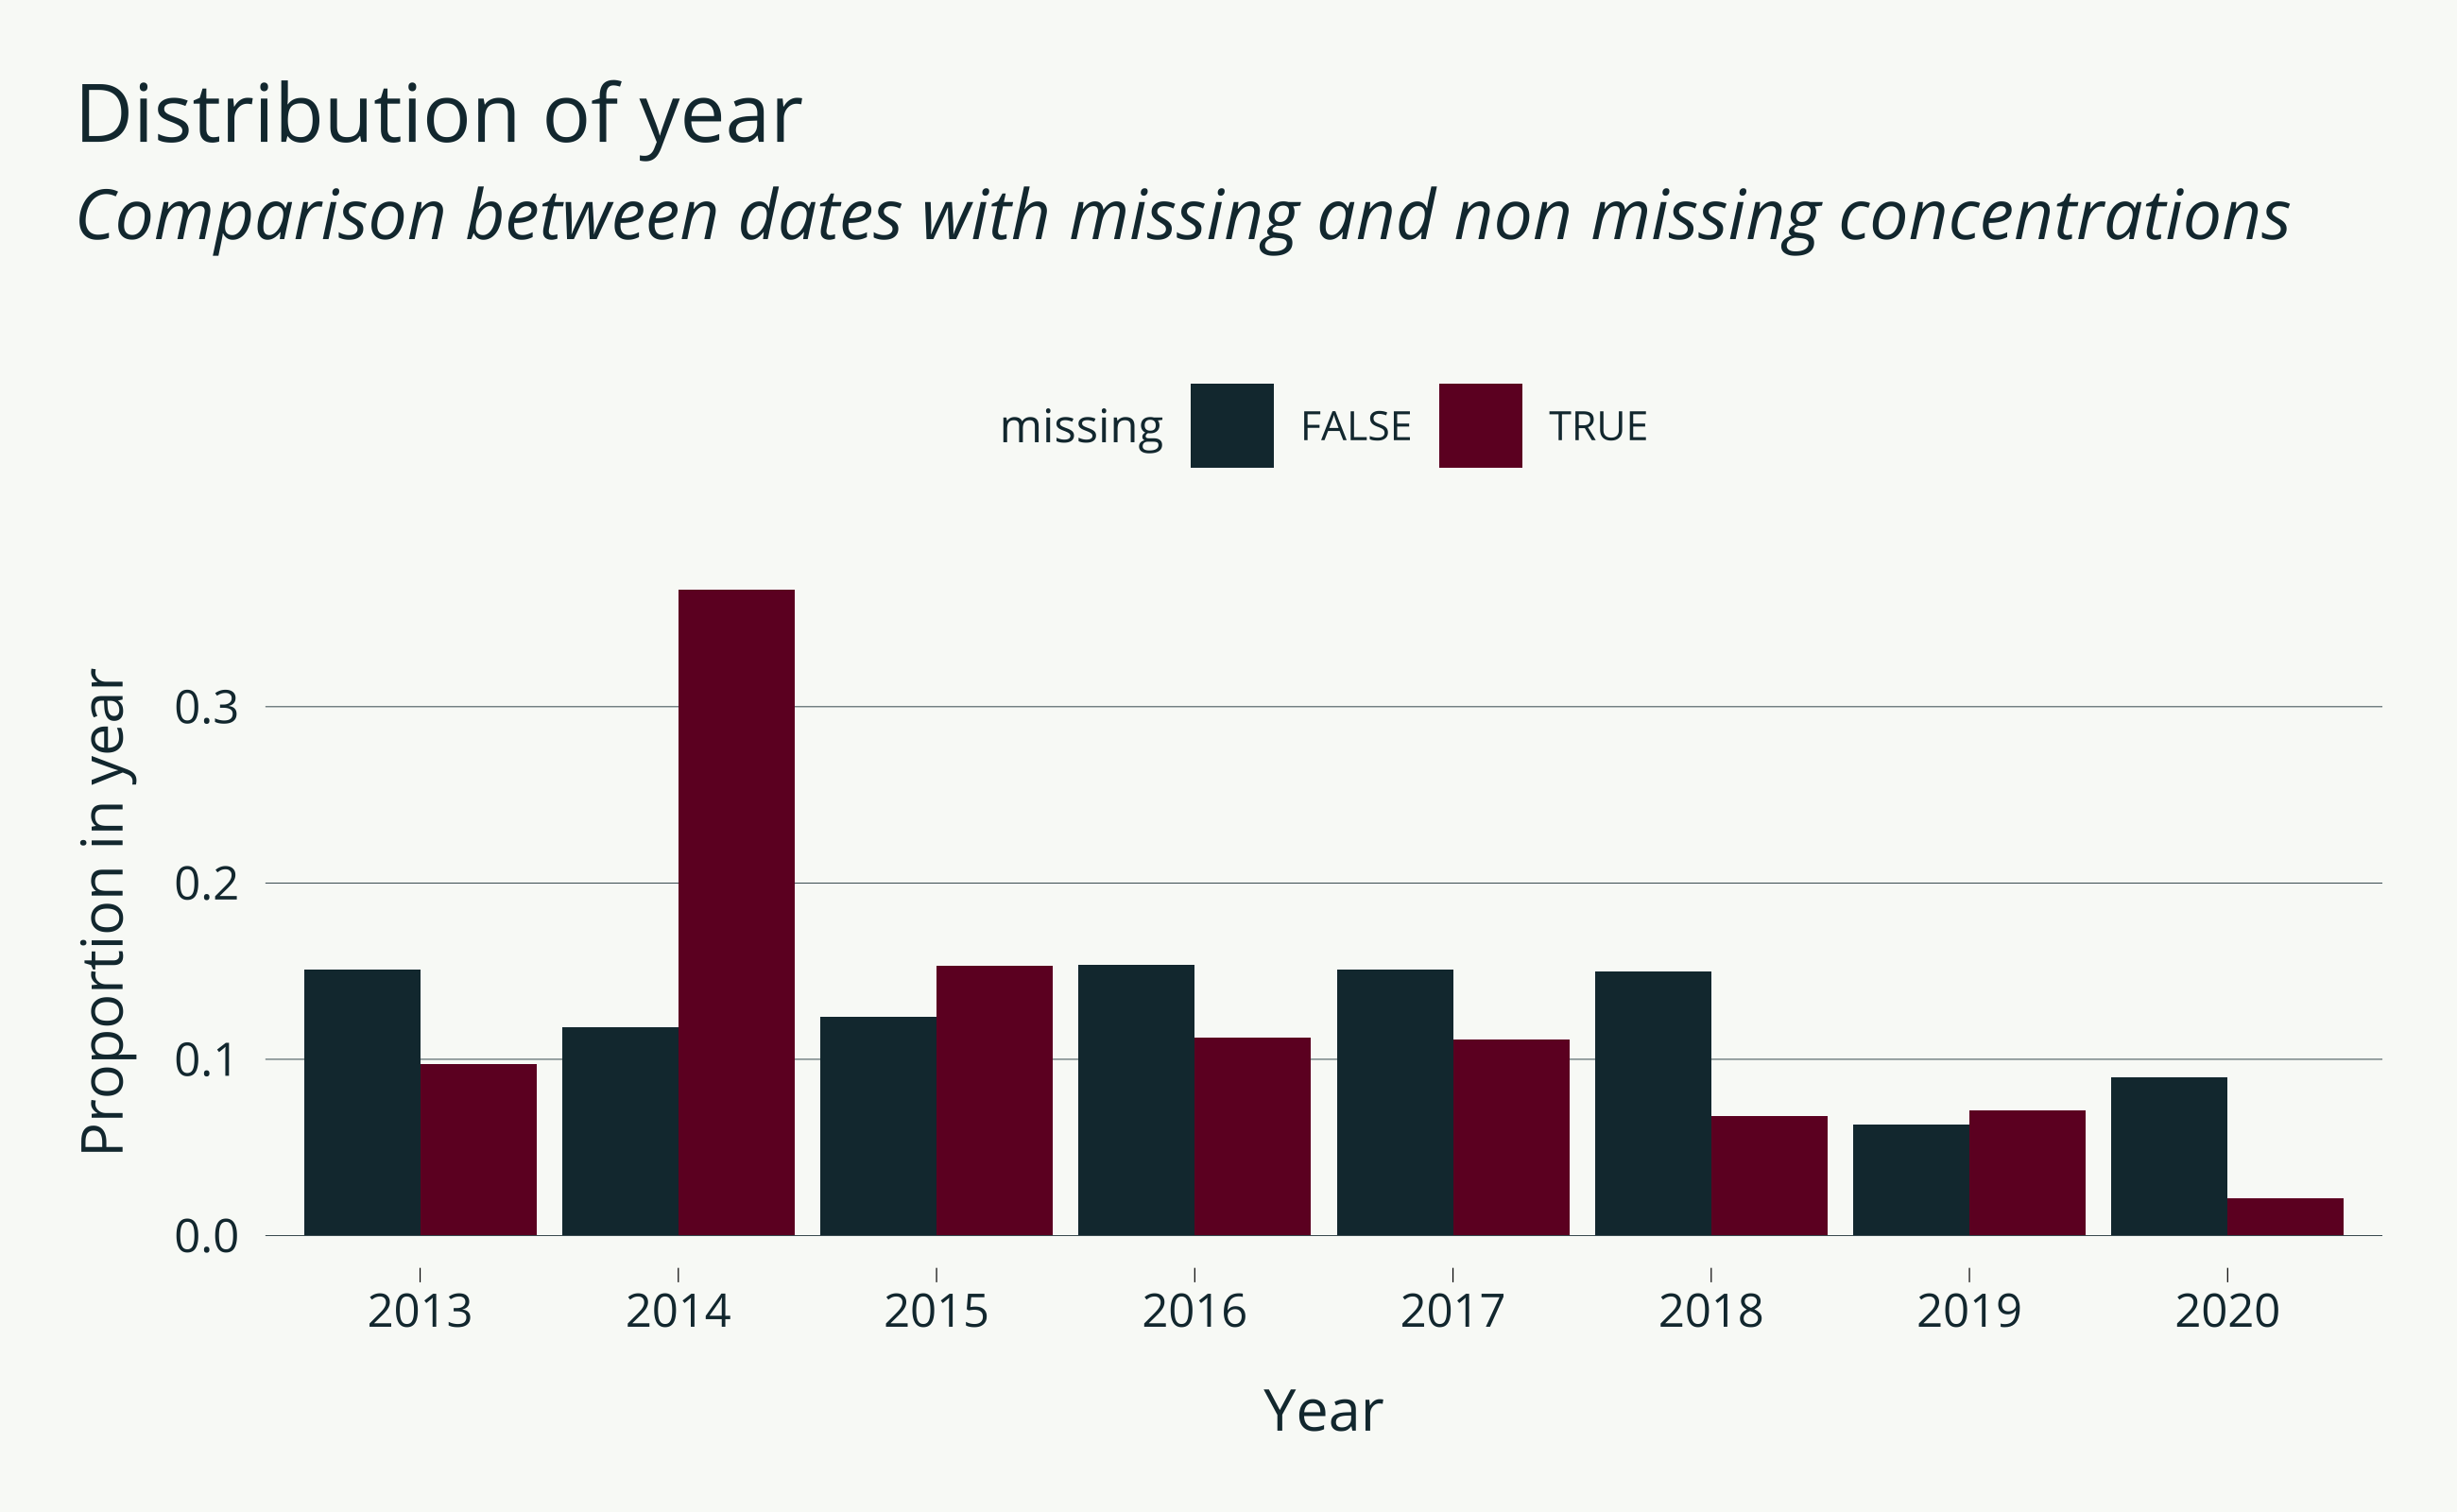 Distribution of year
Comparison between dates with missing and non missing concentrations
missing FALSE TRUE
Proportion in year
0.3
0.2
0.1
0.0
2013 2014 2015 2016 2017 2018 2019 2020
Year